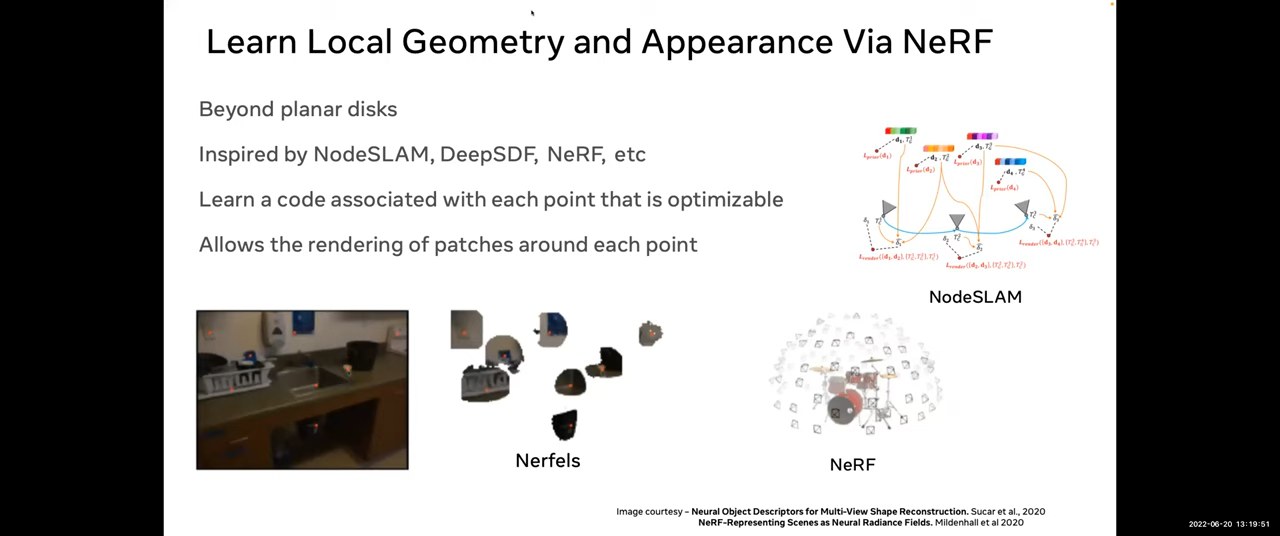 Learn Local Geometry and Appearance Via NeRF
Beyond planar disks
Inspired by NodeSLAM, DeepSDF, NeRF, etc
Learn a code associated with each point that is optimizable
Allows the rendering of patches around each point
NodeSLAM
Nerfels
NeRF
Image courtesy – Neural Object Descriptors for Multi-View Shape Reconstruction. Sucar et al., 2020
NeRF-Representing Scenes as Neural Radiance Fields. Mildenhall et al 2020
2022-06-20 13:19:51